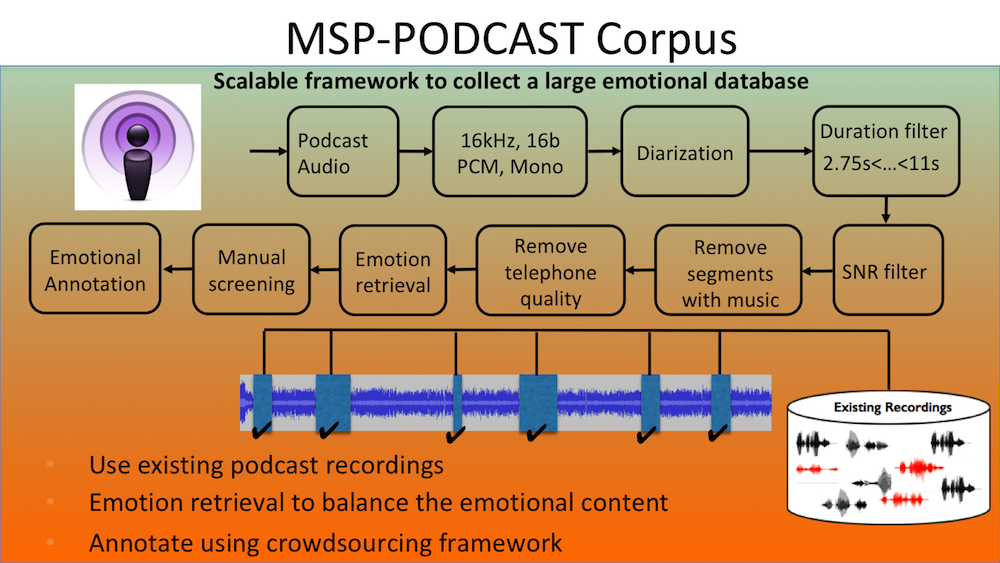 MSP-PODCAST Corpus
Scalable framework to collect a large emotional database
Podcast
Audio
16kHz, 16b
PCM, Mono
Diarization
Duration filter
2.75s<...<11s
Emotional
Annotation
Manual
screening
Emotion
retrieval
Remove
telephone
quality
Remove
segments
with music
SNR filter
Existing Recordings
Use existing podcast recordings
Emotion retrieval to balance the emotional content
Annotate using crowdsourcing framework